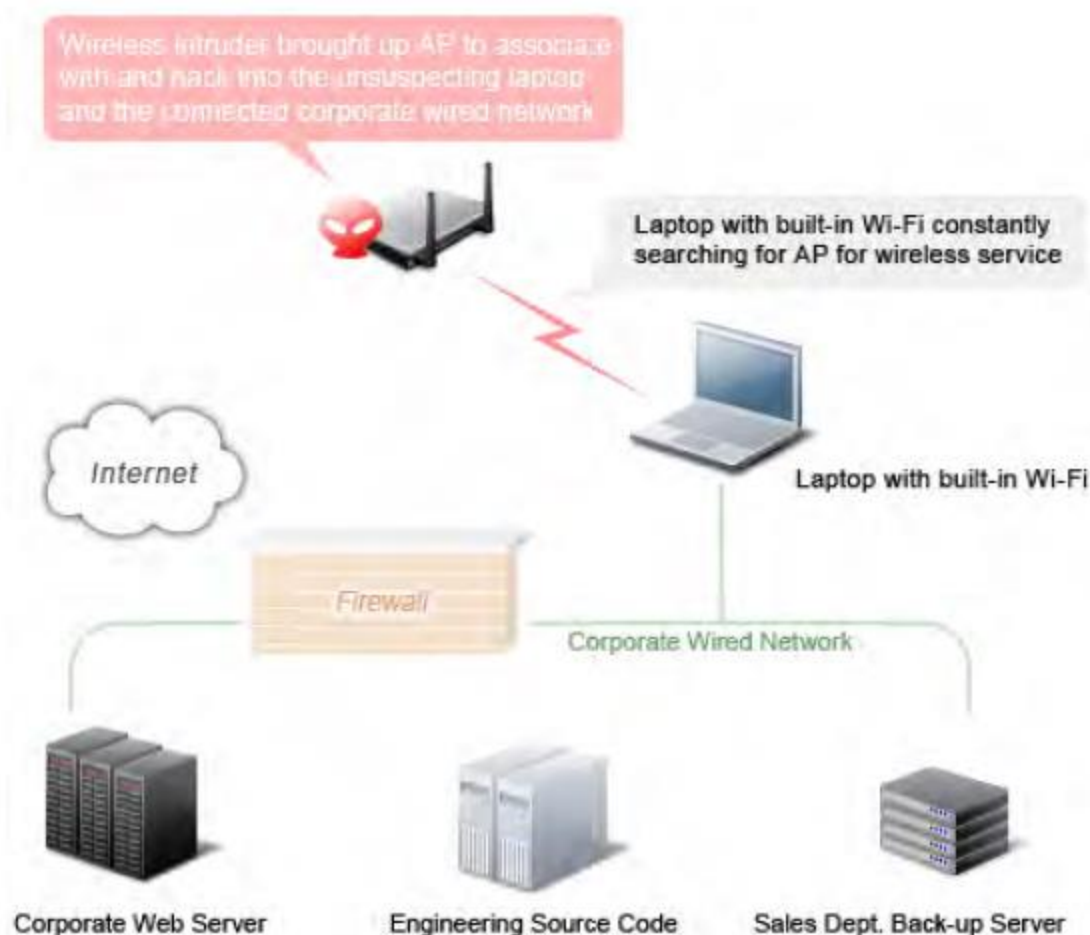 Wireless Intruder brought up AP to associate
with and hack into the unsuspecting laptop
and the connected corporate wired network
Laptop with built-in Wi-Fi constantly
searching for AP for wireless service
Internet
Laptop with built-in Wi-Fi
Firewall
Corporate Wired Network
Corporate Web Server
Engineering Source Code
Sales Dept. Back-up Server